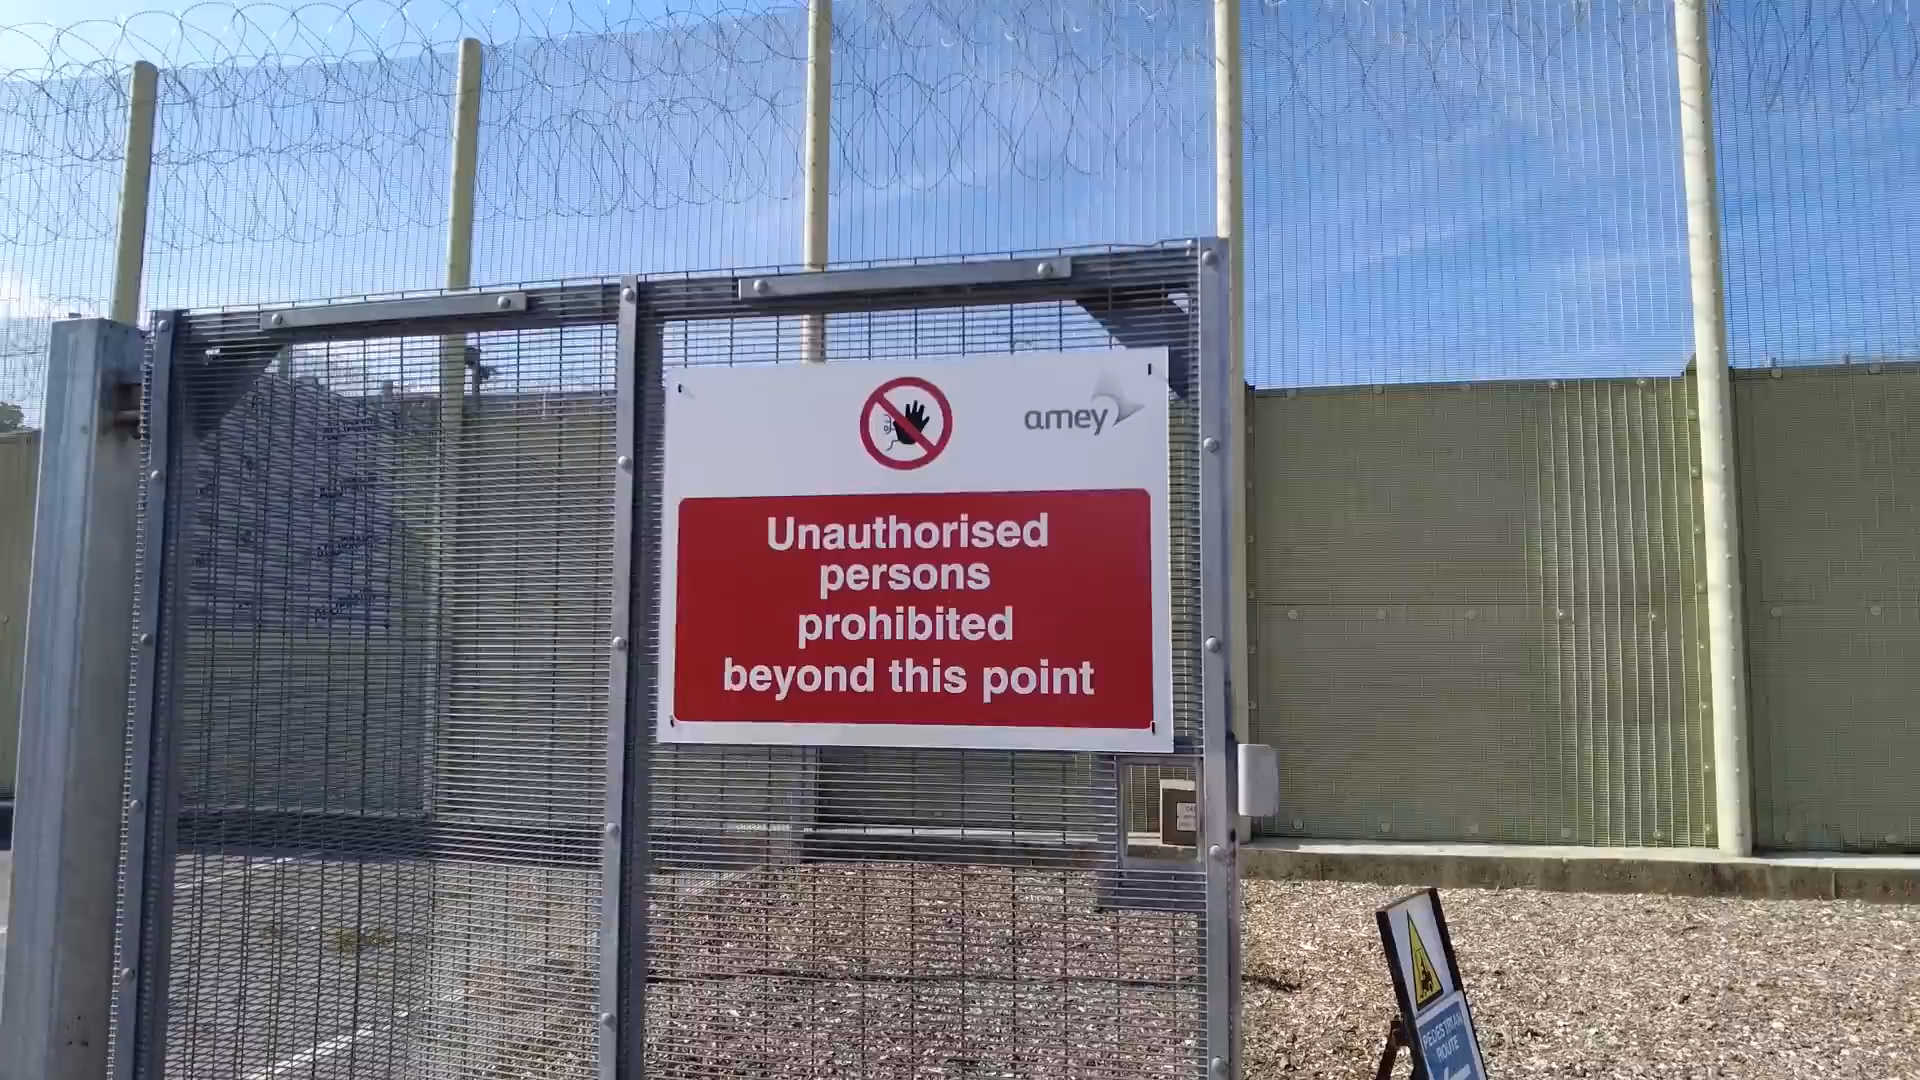 amey
Unauthorised
persons
prohibited
beyond this point
PEDESTRIAN
ROUTE